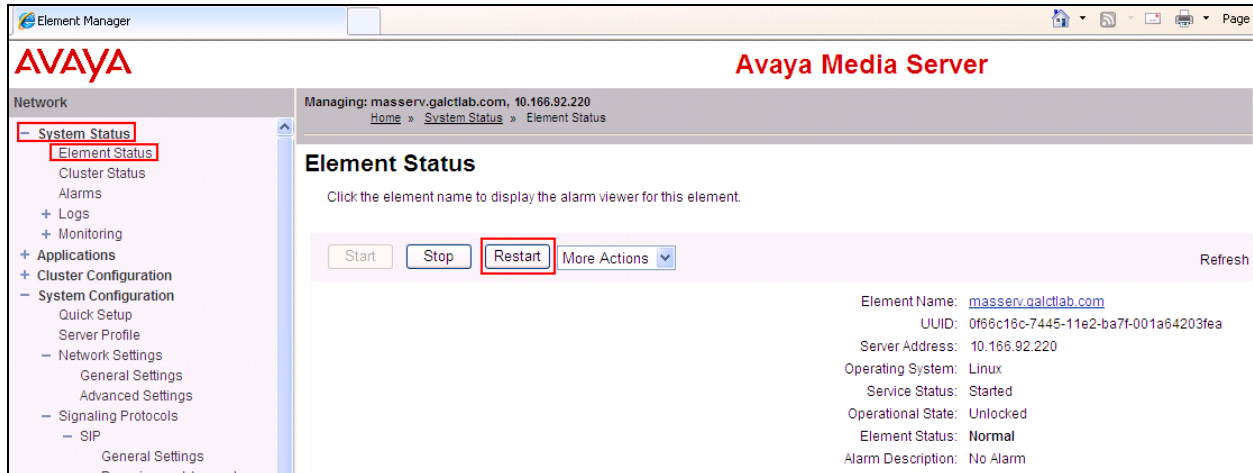 Element Manager
Page
AVAYA
Avaya Media Server
Network
Managing: masserv.galctlab.com, 10.166.92.220
Home » System Status » Element Status
− System Status
Element Status
Cluster Status
Alarms
+ Logs
+ Monitoring
+ Applications
+ Cluster Configuration
− System Configuration
Quick Setup
Server Profile
− Network Settings
General Settings
Advanced Settings
− Signaling Protocols
− SIP
General Settings
Element Status
Click the element name to display the alarm viewer for this element.
Start Stop Restart More Actions Refresh
Element Name: masserv.galctlab.com
UUID: 0f66c16c-7445-11e2-ba7f-001a64203fea
Server Address: 10.166.92.220
Operating System: Linux
Service Status: Started
Operational State: Unlocked
Element Status: Normal
Alarm Description: No Alarm